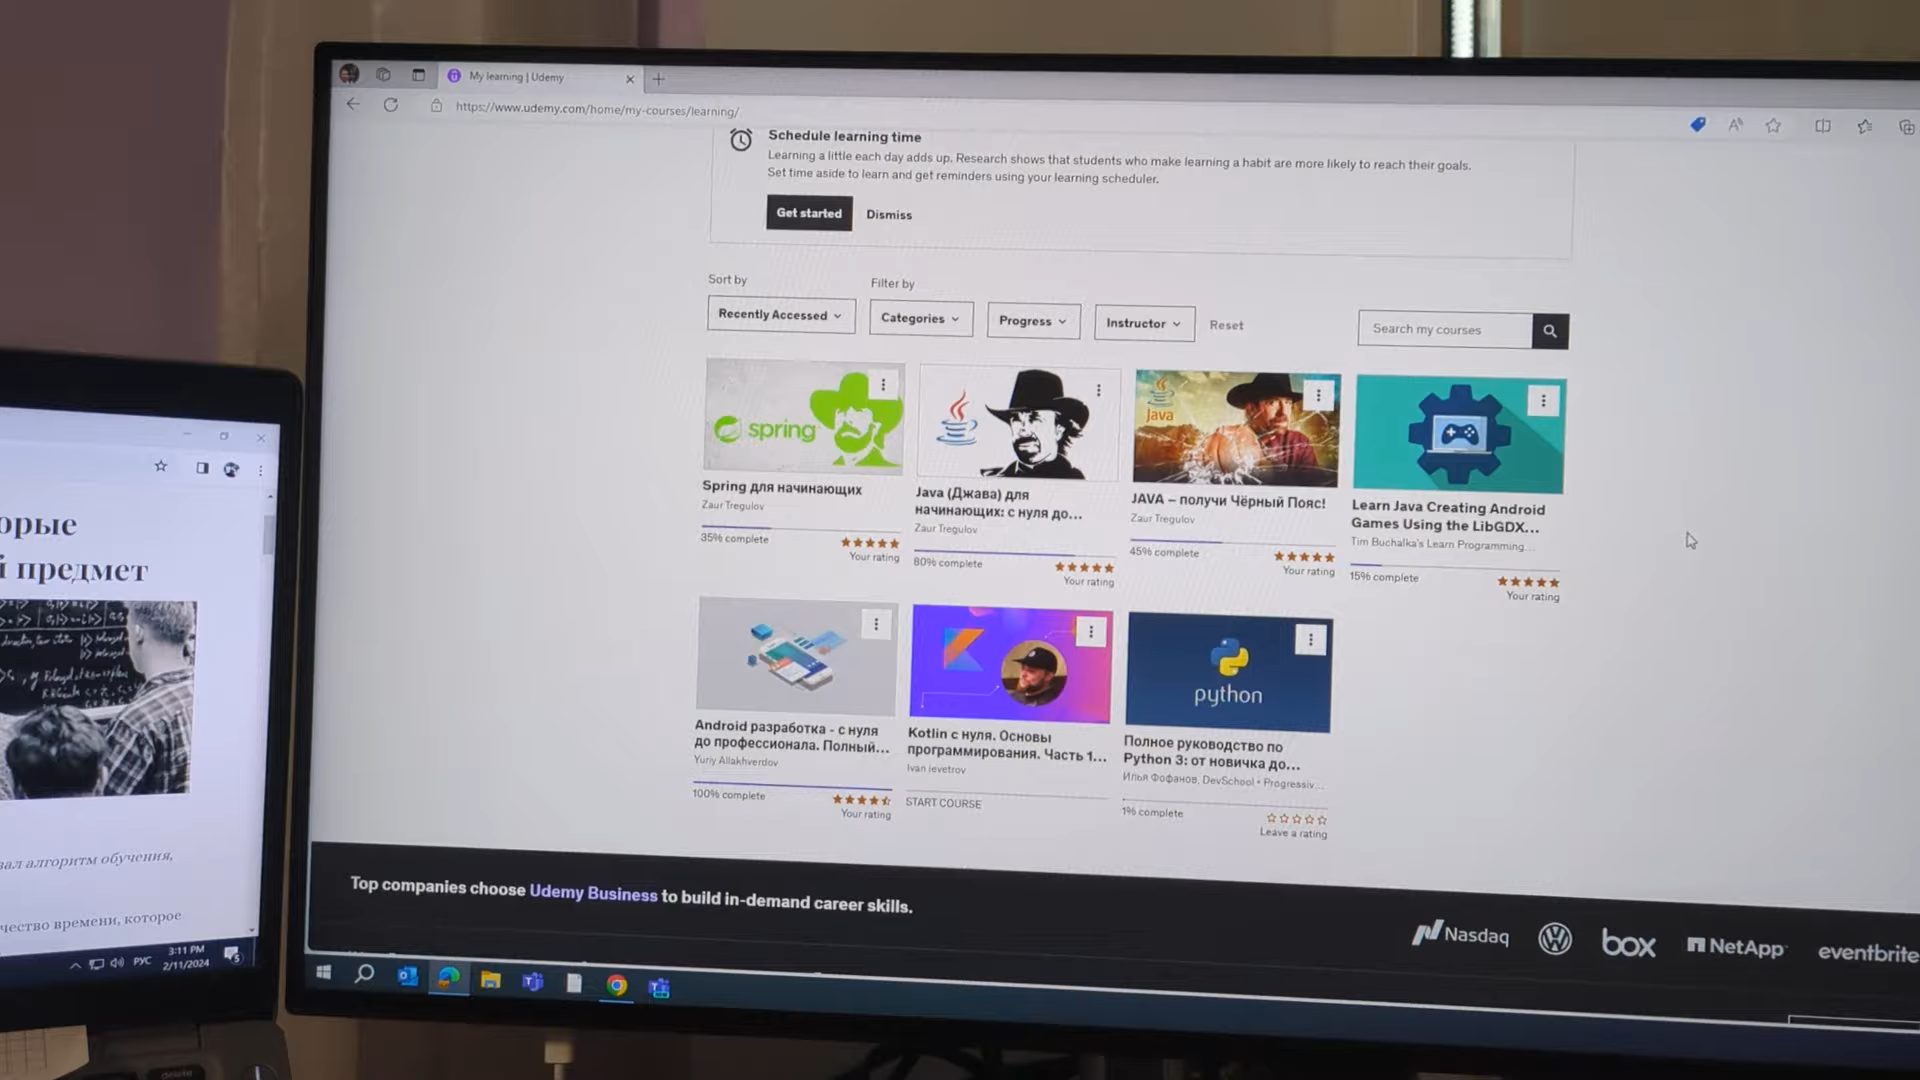 My learning | Udemy
https://www.udemy.com/home/my-courses/learning/
Schedule learning time
Learning a little each day adds up. Research shows that students who make learning a habit are more likely to reach their goals.
Set time aside to learn and get reminders using your learning scheduler.
Get started
Dismiss
Sort by
Filter by
Recently Accessed
Categories
Progress
Instructor
Reset
Search my courses
spring
Java
Spring для начинающих
Zaur Tregulov
35% complete
Your rating
Java (Джава) для
начинающих: с нуля до...
Zaur Tregulov
80% complete
Your rating
JAVA – получи Чёрный Пояс!
Zaur Tregulov
45% complete
Your rating
Learn Java Creating Android
Games Using the LibGDX...
Tim Buchalka's Learn Programming...
15% complete
Your rating
Android разработка - с нуля
до профессионала. Полный...
Yuriy Allakhverdov
100% complete
Your rating
Kotlin с нуля. Основы
программирования. Часть 1...
Ivan ievetrov
START COURSE
python
Полное руководство по
Python 3: от новичка до...
Илья Фофанов, DevSchool • Progressiv...
1% complete
Leave a rating
Top companies choose Udemy Business to build in-demand career skills.
Nasdaq
box
NetApp
eventbrite
орые
й предмет
вал алгоритм обучения,
чество времени, которое
РУС
3:11 PM
2/11/2024
5
delete